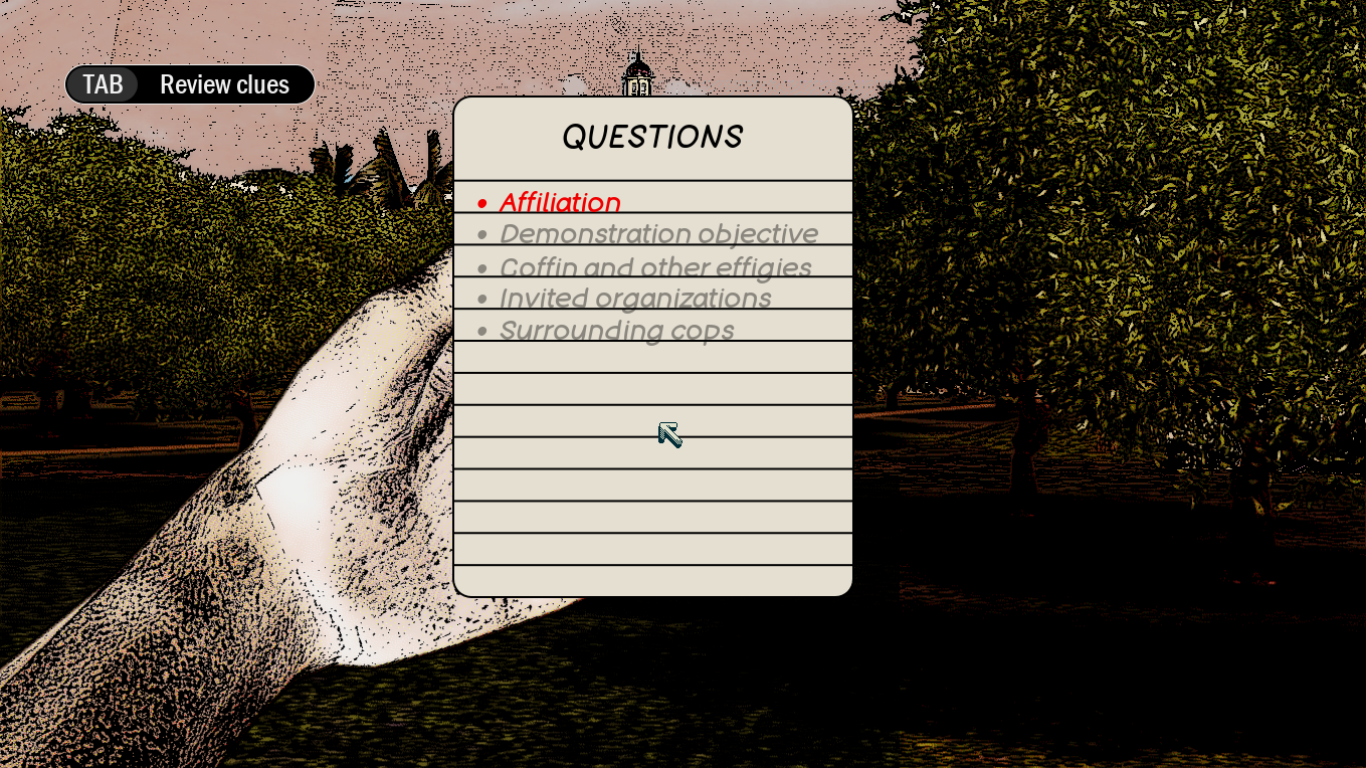 TAB Review clues
QUESTIONS
• Affiliation
• Demonstration objective
• Coffin and other effigies
• Invited organizations
• Surrounding cops